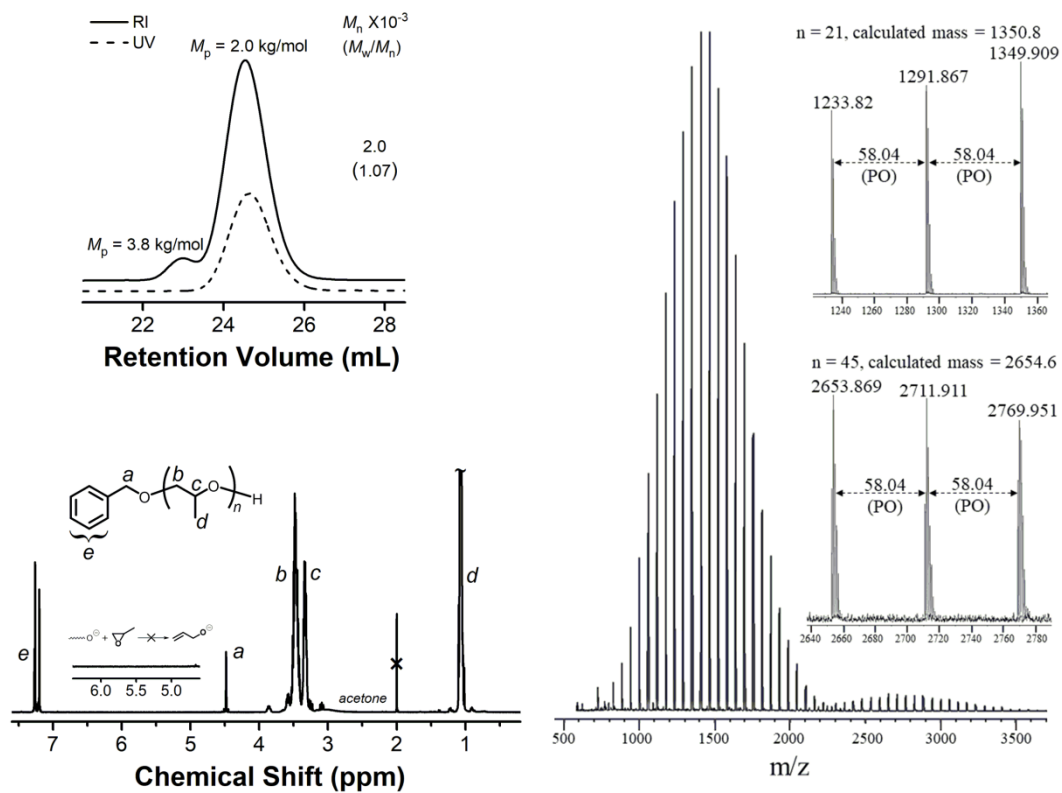 RI
UV
M_n X10^-3
(M_w/M_n)
M_p = 2.0 kg/mol
2.0
(1.07)
M_p = 3.8 kg/mol
22 24 26 28
Retention Volume (mL)
a
b
c
d
e
O
O
H
n
b
c
d
e
a
O⊖ + O O⊖
6.0 5.5 5.0
acetone
7 6 5 4 3 2 1
Chemical Shift (ppm)
n = 21, calculated mass = 1350.8
1349.909
1291.867
1233.82
58.04 58.04
(PO) (PO)
1240 1260 1280 1300 1320 1340 1360
n = 45, calculated mass = 2654.6
2653.869 2711.911
2769.951
58.04 58.04
(PO) (PO)
2640 2660 2680 2700 2720 2740 2760 2780
500 1000 1500 2000 2500 3000 3500
m/z